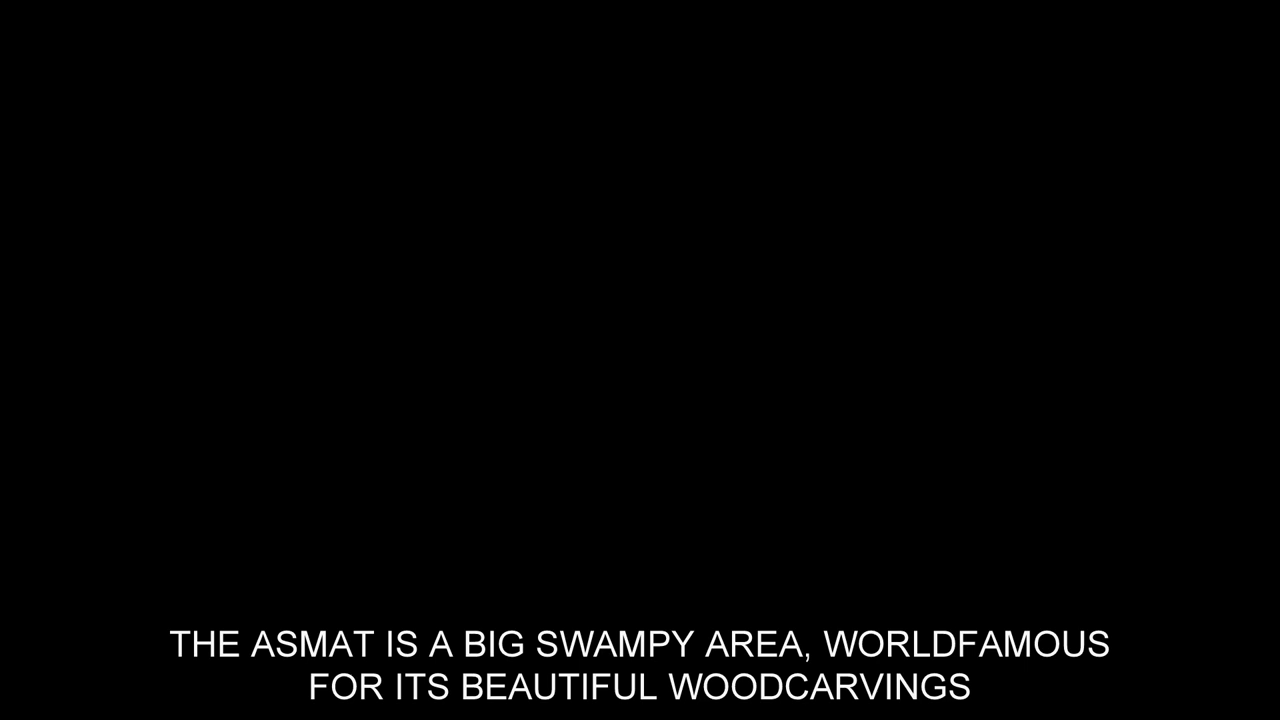 THE ASMAT IS A BIG SWAMPY AREA, WORLDFAMOUS
FOR ITS BEAUTIFUL WOODCARVINGS